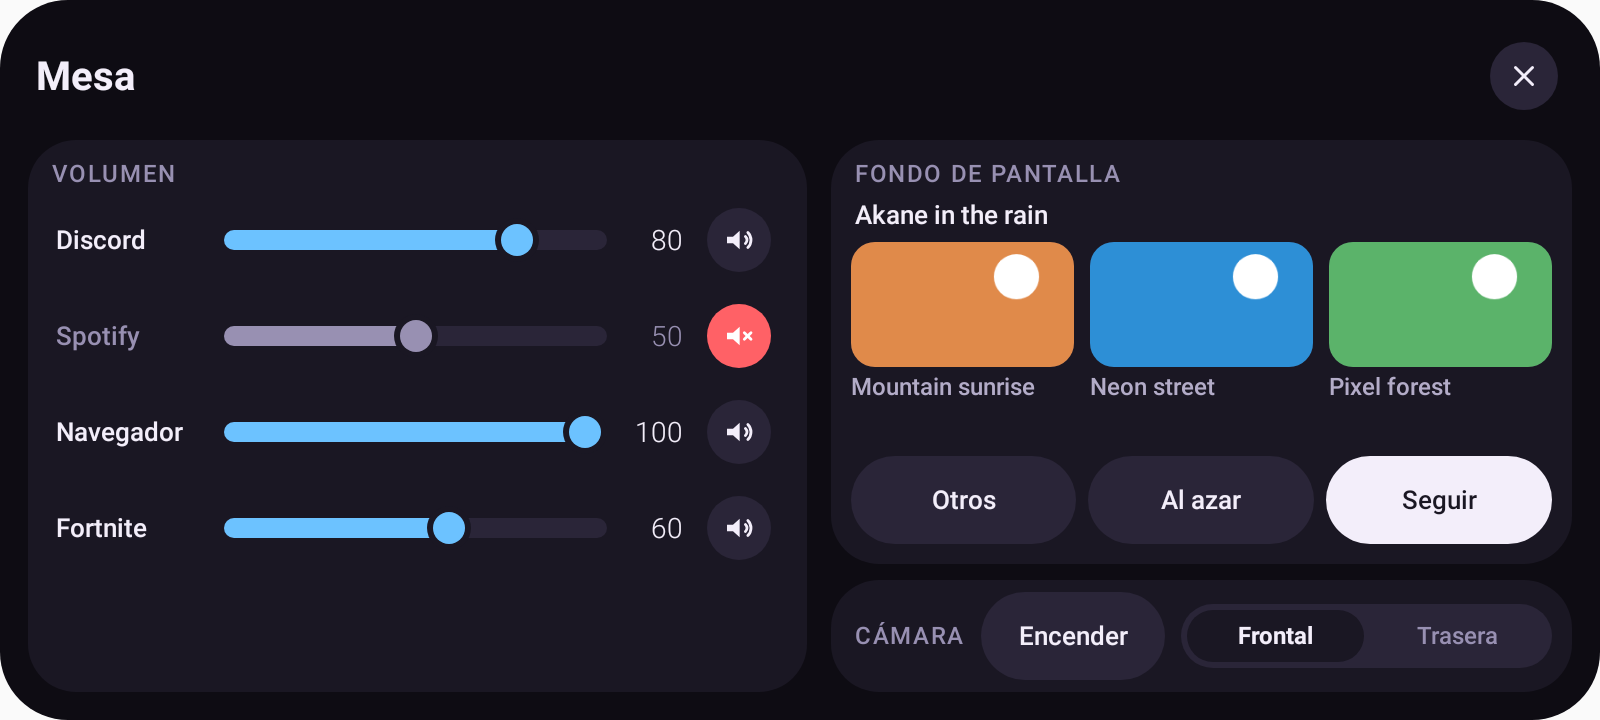 Mesa
VOLUMEN
Discord 80
Spotify 50
Navegador 100
Fortnite 60
FONDO DE PANTALLA
Akane in the rain
Mountain sunrise Neon street Pixel forest
Otros Al azar Seguir
CÁMARA Encender Frontal Trasera